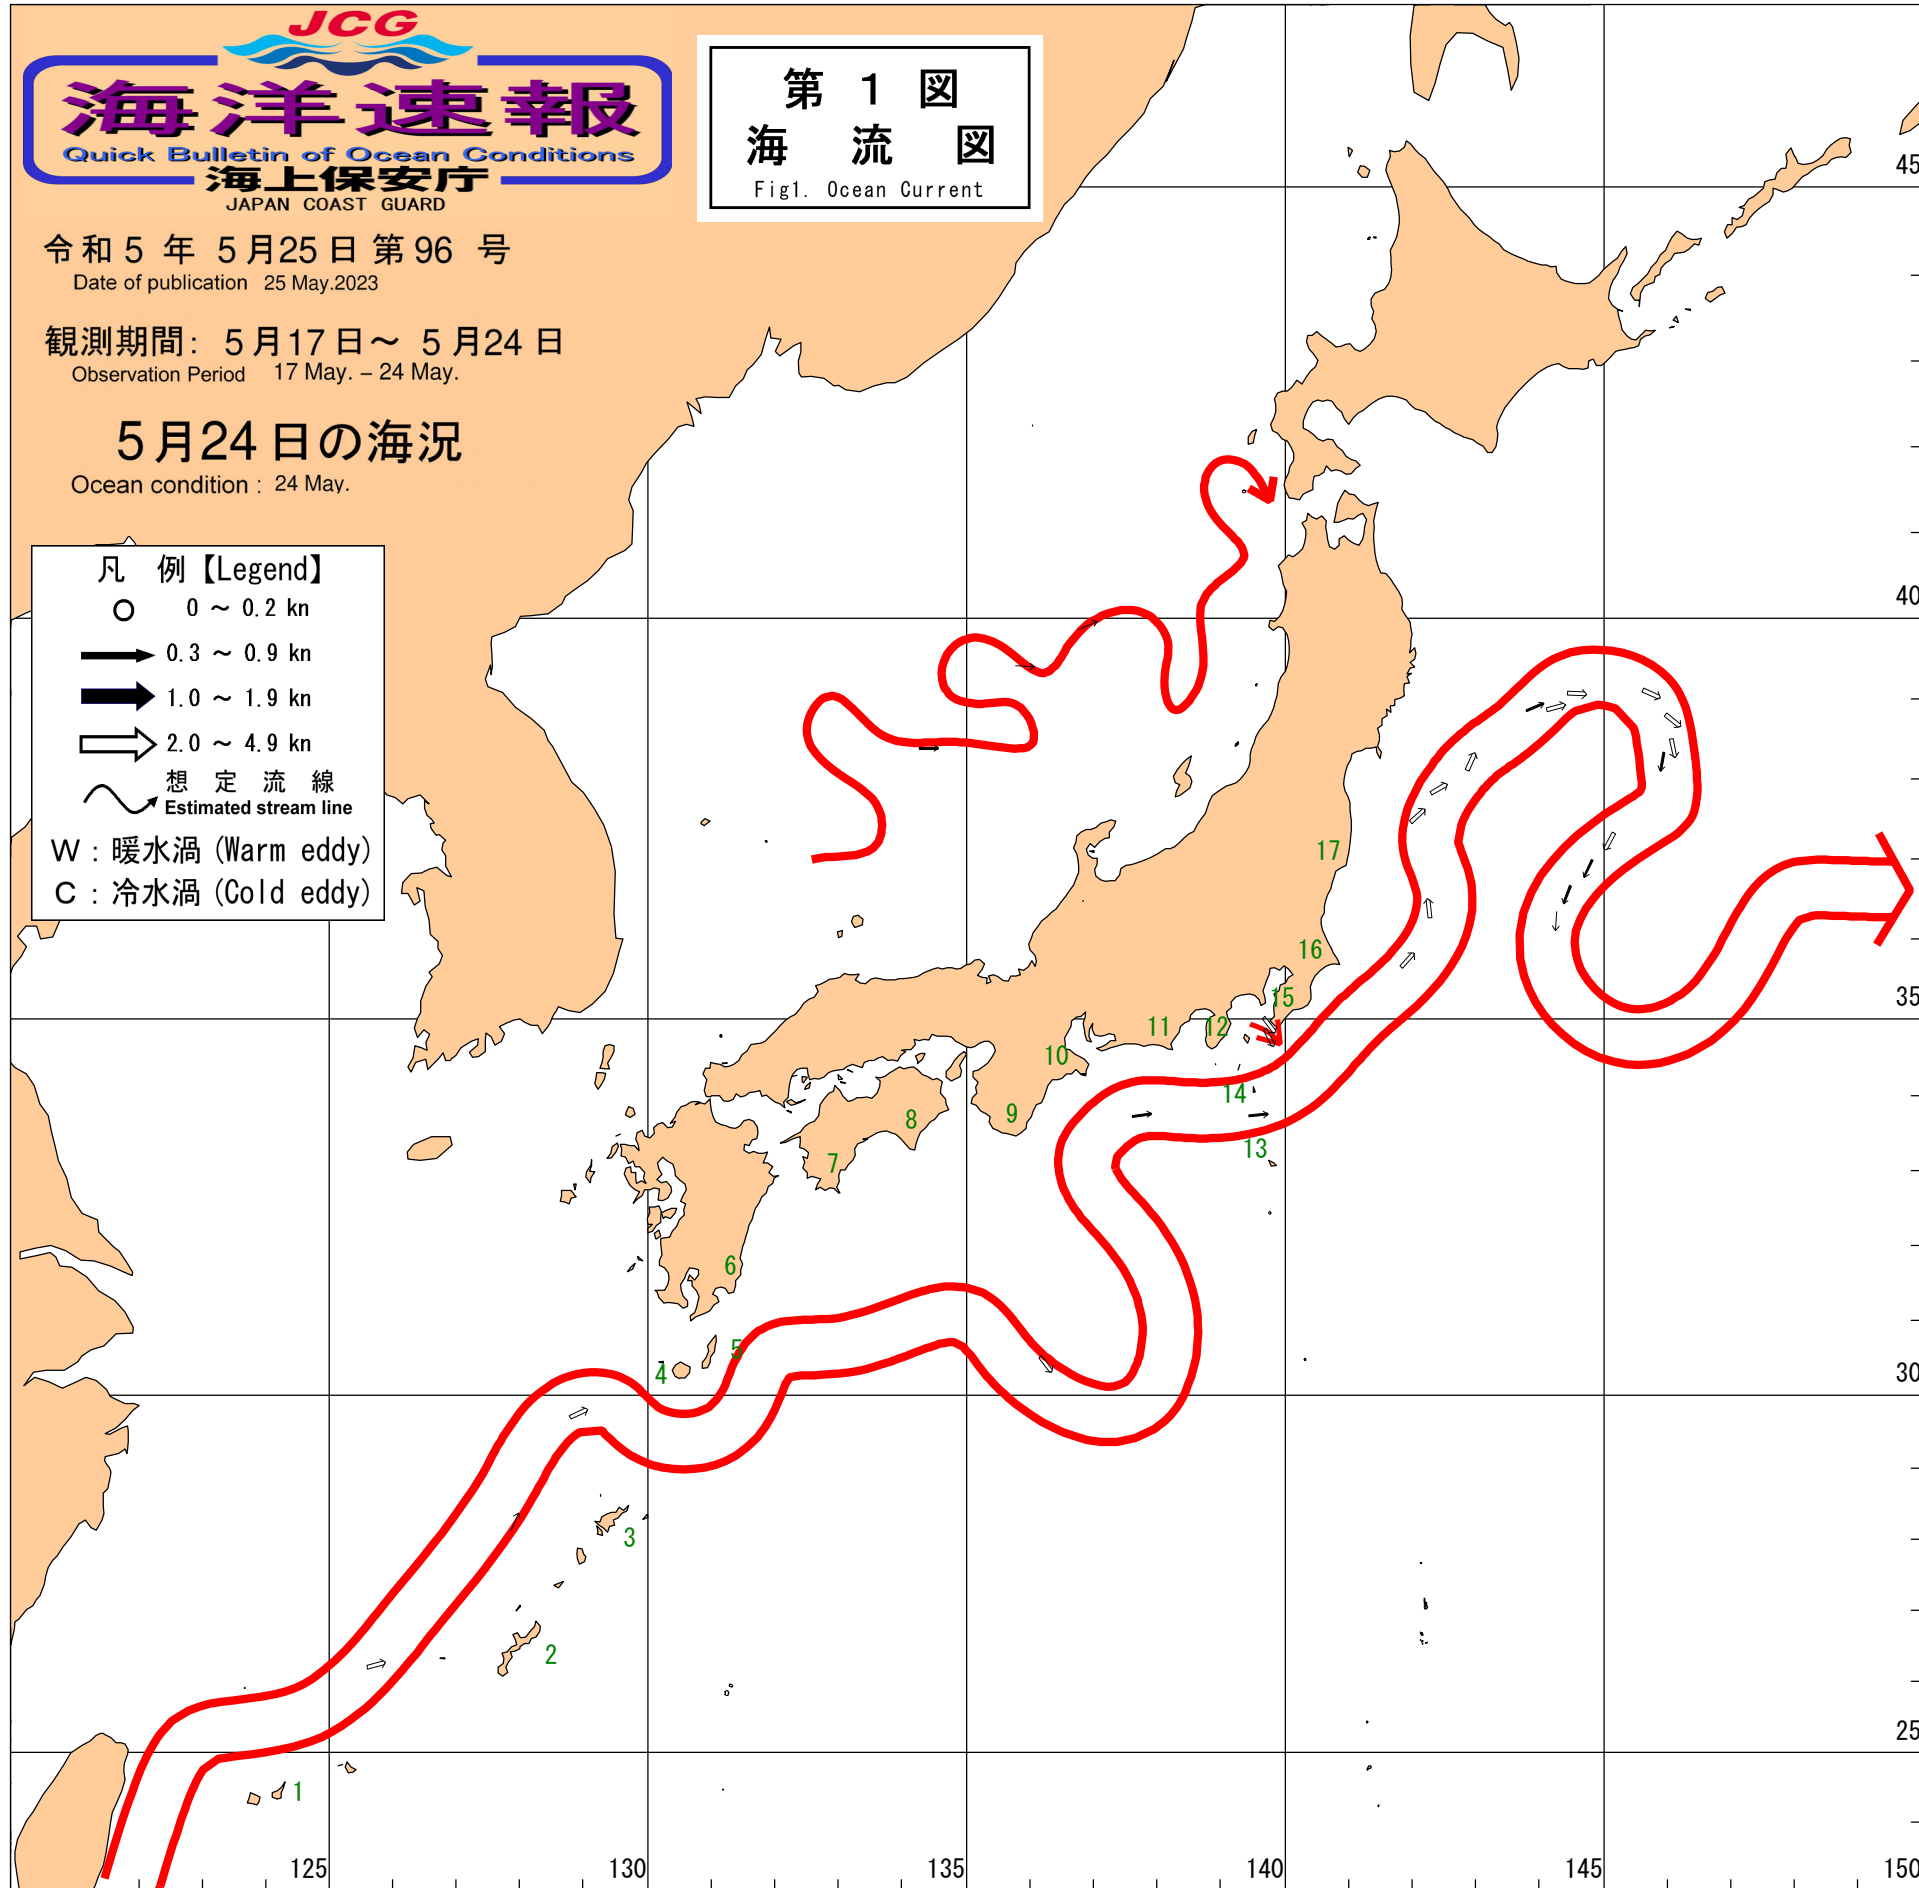 JCG
海洋速報
Quick Bulletin of Ocean Conditions
海上保安庁
JAPAN COAST GUARD
令和5年 5月25日 第96号
Date of publication 25 May.2023
観測期間: 5月17日～ 5月24日
Observation Period 17 May. – 24 May.
5月24日の海況
Ocean condition : 24 May.
第 1 図
海 流 図
Fig1. Ocean Current
凡 例【Legend】
0 ～ 0.2 kn
0.3 ～ 0.9 kn
1.0 ～ 1.9 kn
2.0 ～ 4.9 kn
想 定 流 線
Estimated stream line
W : 暖水渦 (Warm eddy)
C : 冷水渦 (Cold eddy)
45
40
17
16
35
15
12
11
10
14
9
8
13
7
6
5
4
30
3
2
25
1
125
130
135
140
145
150